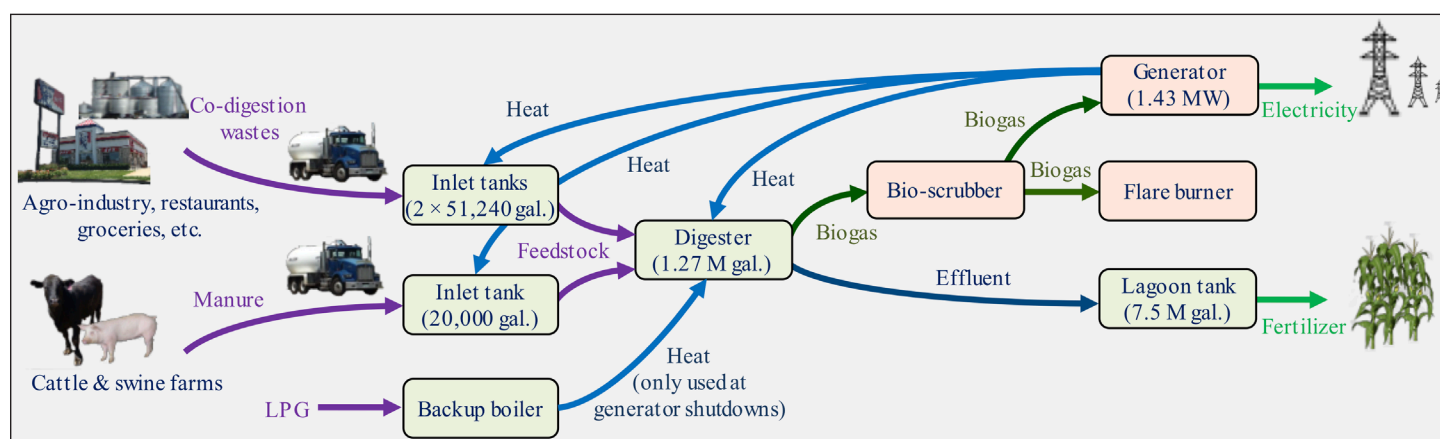 Co-digestion
wastes
Agro-industry, restaurants,
groceries, etc.
Manure
Cattle & swine farms
LPG
Backup boiler
Heat
Inlet tanks
(2 × 51,240 gal.)
Inlet tank
(20,000 gal.)
Heat
Feedstock
Heat
Digester
(1.27 M gal.)
Heat
(only used at
generator shutdowns)
Biogas
Bio-scrubber
Biogas
Biogas
Generator
(1.43 MW)
Electricity
Flare burner
Effluent
Lagoon tank
(7.5 M gal.)
Fertilizer